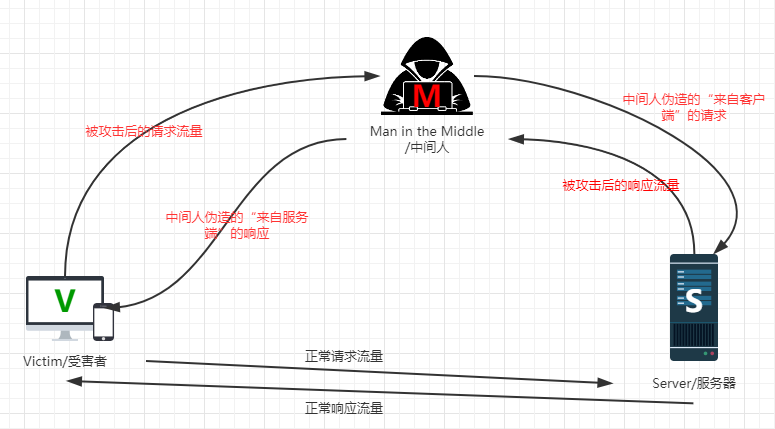 M
Man in the Middle
/中间人
中间人伪造的“来自客户
端”的请求
被攻击后的请求流量
被攻击后的响应流量
中间人伪造的“来自服务
端”的响应
V
S
Victim/受害者
正常请求流量
Server/服务器
正常响应流量